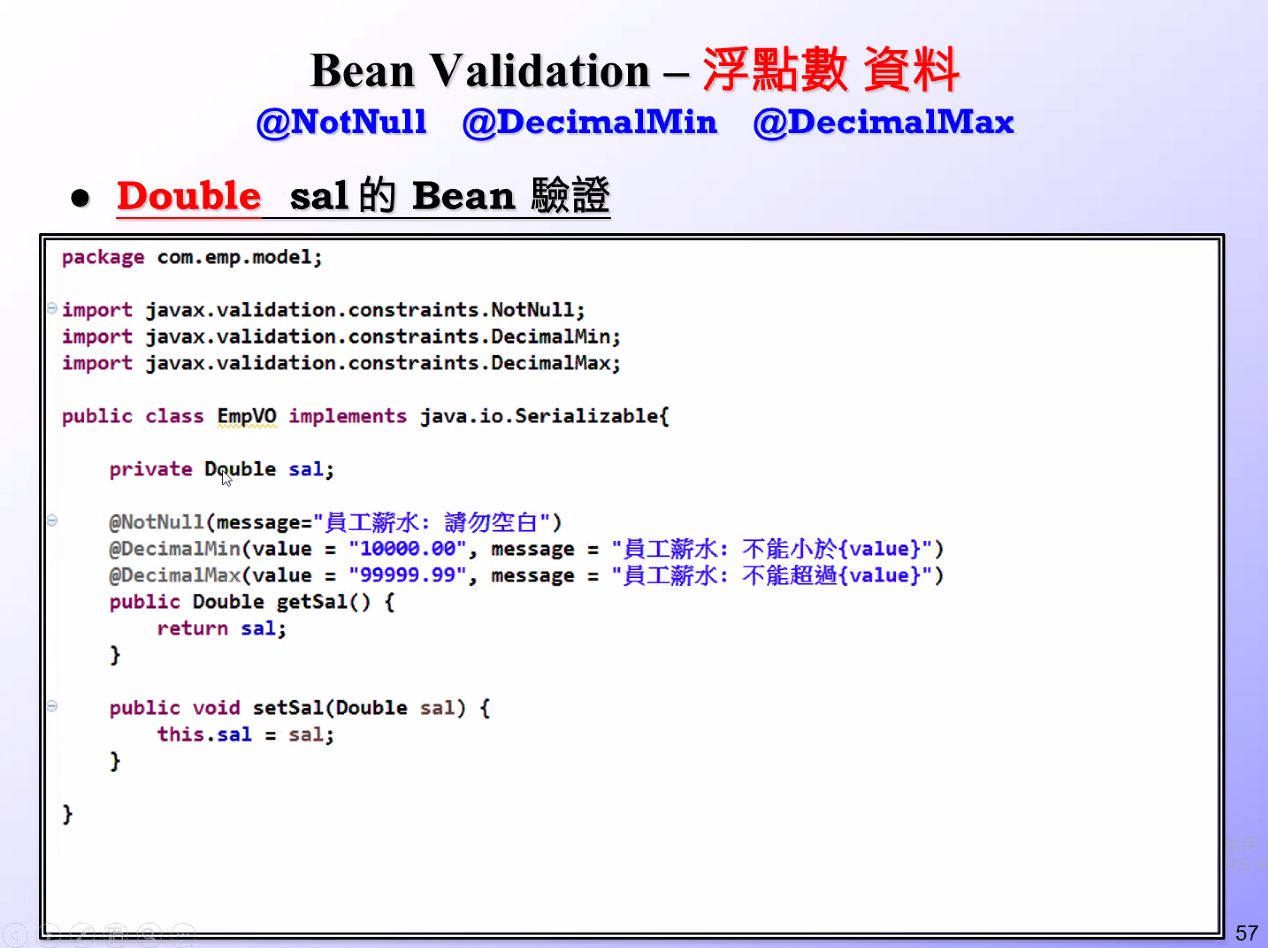 Bean Validation – 浮點數 資料
@NotNull @DecimalMin @DecimalMax
● Double sal 的 Bean 驗證
package com.emp.model;
import javax.validation.constraints.NotNull;
import javax.validation.constraints.DecimalMin;
import javax.validation.constraints.DecimalMax;
public class EmpVO implements java.io.Serializable{
private Double sal;
@NotNull(message="員工薪水: 請勿空白")
@DecimalMin(value = "10000.00", message = "員工薪水: 不能小於{value}")
@DecimalMax(value = "99999.99", message = "員工薪水: 不能超過{value}")
public Double getSal() {
return sal;
}
public void setSal(Double sal) {
this.sal = sal;
}
}
57